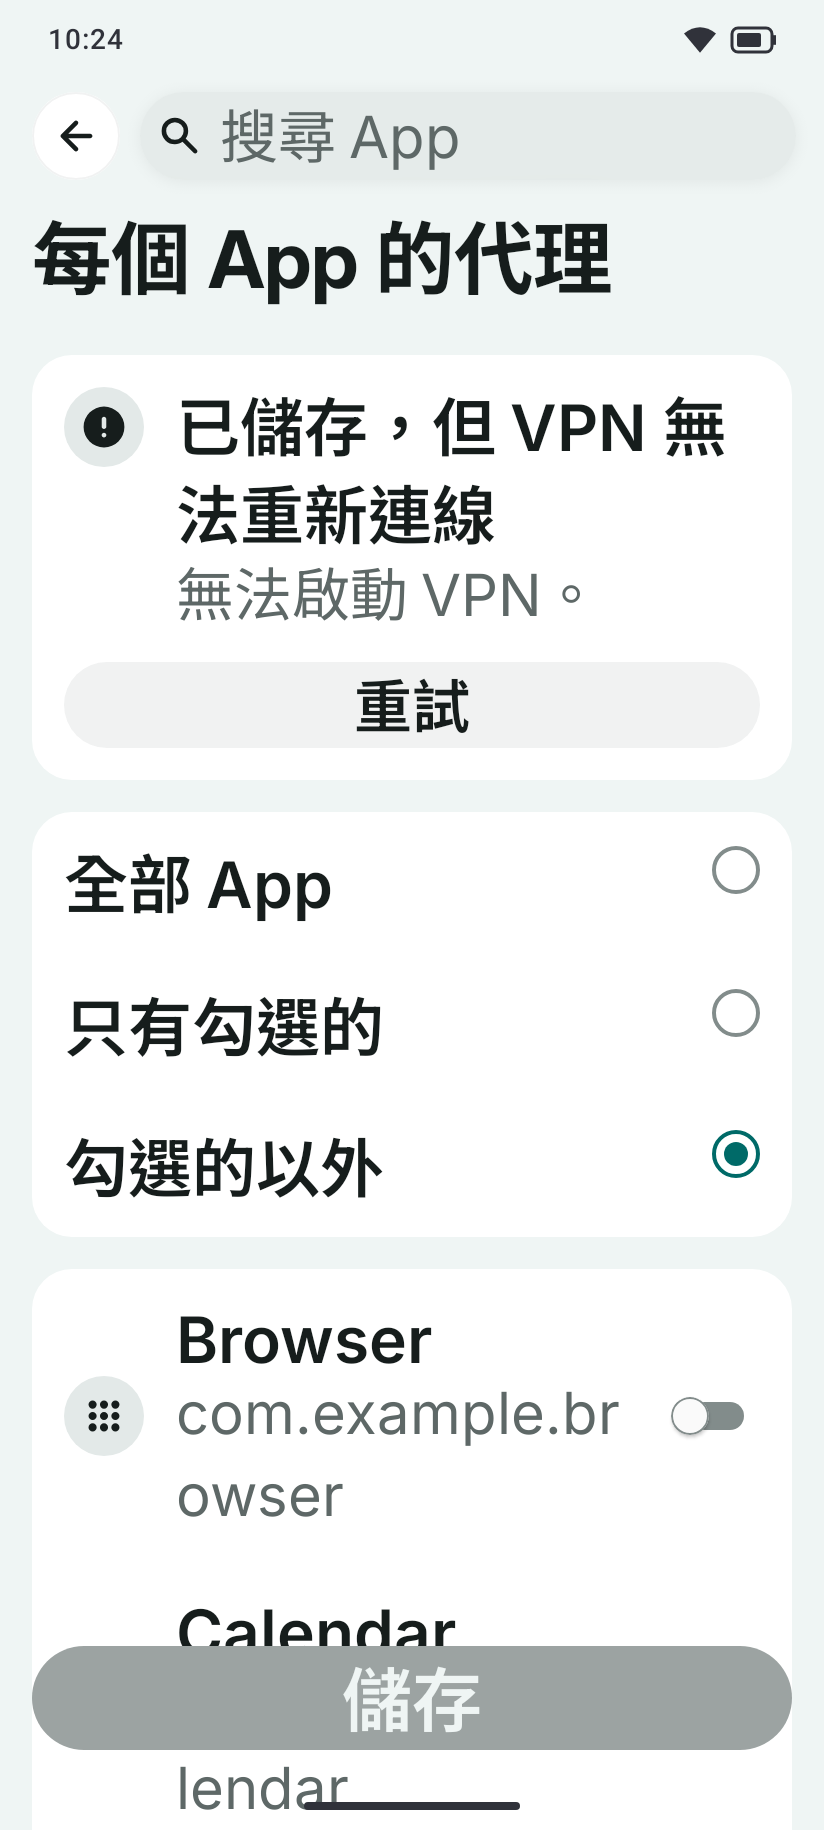 10:24
搜尋 App
每個 App 的代理
已儲存，但 VPN 無
法重新連線
無法啟動 VPN。
重試
全部 App
只有勾選的
勾選的以外
Browser
com.example.br
owser
Calendar
儲存
lendar